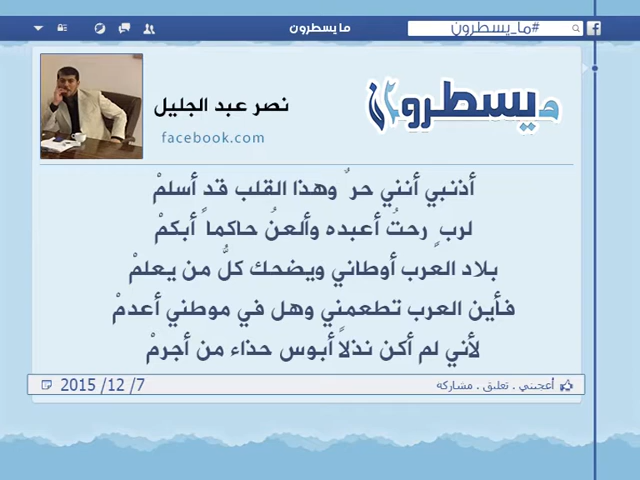 ما يسطرون
#ما_يسطرون
ما يسطرون
نصر عبد الجليل
facebook.com
أذنبي أنني حرٌ وهذا القلب قد أسلمْ
لربٍ رحتُ أعبده وألعنُ حاكماً أبكمْ
بلاد العرب أوطاني ويضحك كلُّ من يعلمْ
فأين العرب تطعمني وهل في موطني أعدمْ
لأني لم أكن نذلاً أبوس حذاء من أجرمْ
أعجبني . تعليق . مشاركه
2015 /12 /7